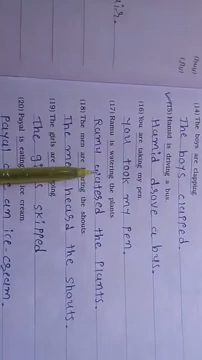 (14) The boys are clapping
The boys clapped.
(15) Hamid is driving a bus.
Hamid drove a bus.
(16) You are taking my pen.
You took my pen.
(17) Ramu is watering the plants
Ramy watered the plants.
(18) The men are hearing the shouts
The men heard the shouts.
(19) The girls are
The girls skipped
(20) Payal is eating ice cream.
Payal an ice.cream.